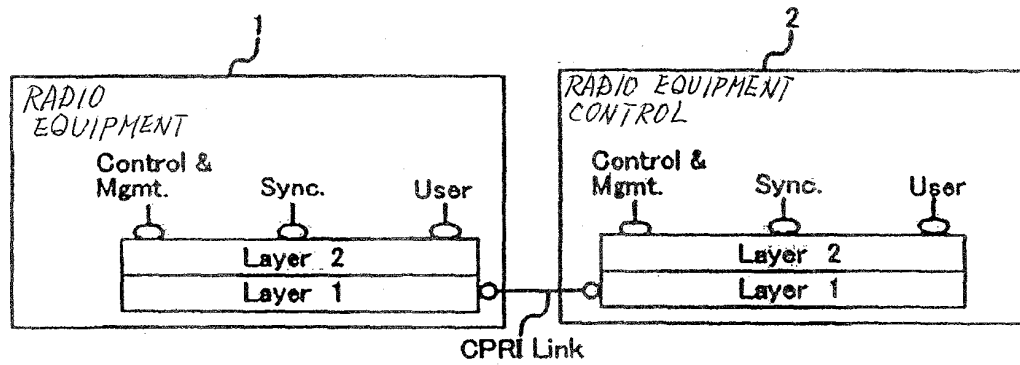 1
2
RADIO
EQUIPMENT
Control &
Mgmt.
Sync.
User
Layer 2
Layer 1
RADIO EQUIPMENT
CONTROL
Control &
Mgmt.
Sync.
User
Layer 2
Layer 1
CPRI Link